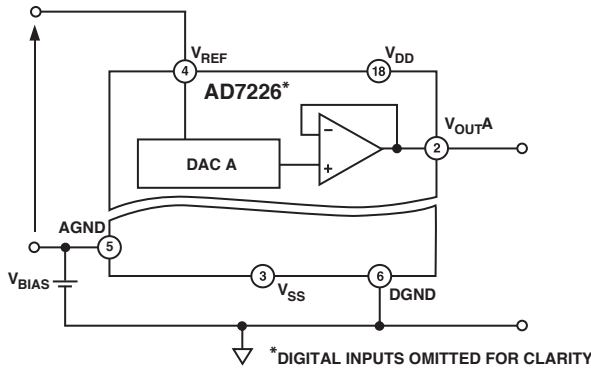 VREF
4
VDD
18
AD7226*
VOUTA
2
DAC A
−
+
AGND
5
VBIAS
3
VSS
6
DGND
*DIGITAL INPUTS OMITTED FOR CLARITY